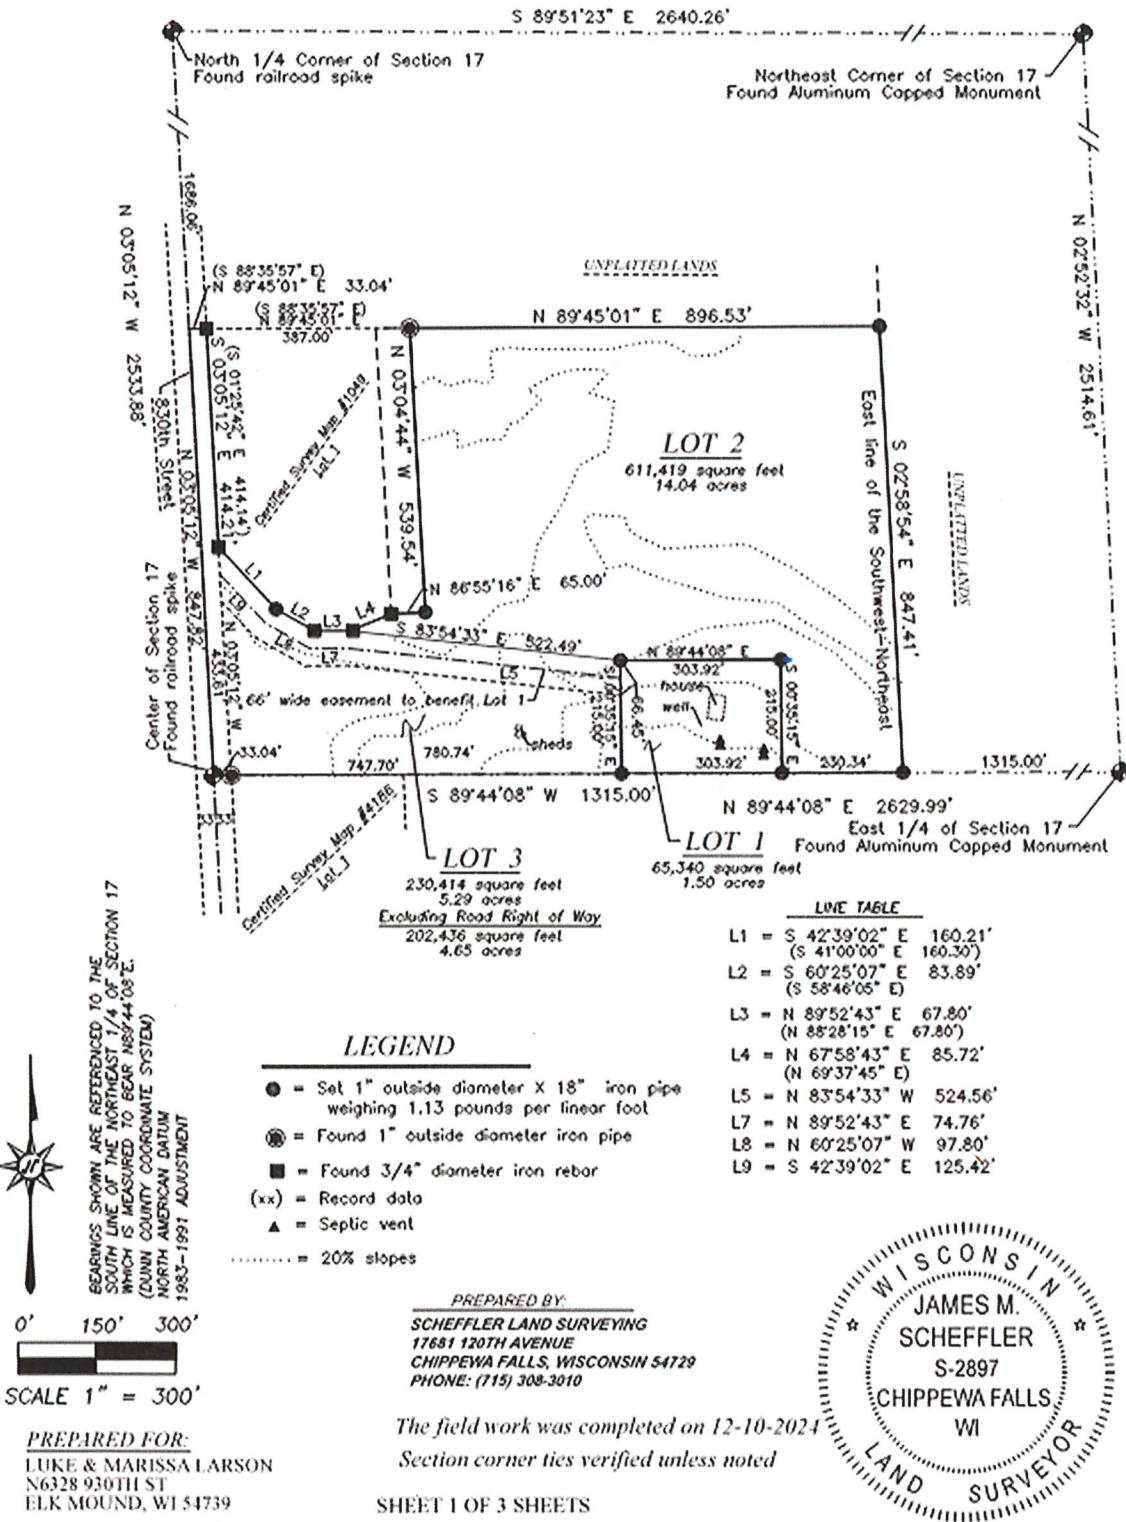 S 89°51'23" E 2640.26'
North 1/4 Corner of Section 17
Found railroad spike
Northeast Corner of Section 17
Found Aluminum Capped Monument
1686.06'
N 03°05'12" W 2533.88'
N 02°52'32" W 2514.61'
(S 88°35'57" E)
N 89°45'01" E 33.04'
(S 88°35'57" E)
N 89°45'01" E
387.00'
UNPLATTED LANDS
N 89°45'01" E 896.53'
830th Street
N 03°05'12" W 847.82'
(S 01°25'42" E 414.14')
S 03°05'12" E 414.21'
Certified Survey Map #1049
Lot 1
N 03°04'44" W 539.54'
LOT 2
611,419 square feet
14.04 acres
East line of the Southwest-Northeast
S 02°58'54" E 847.41'
UNPLATTED LANDS
Center of Section 17
Found railroad spike
L1
L2
L3
L4
N 86°55'16" E 65.00'
S 83°54'33" E 522.49'
L9
L8
L7
L5
N 03°05'12" W
433.61'
66' wide easement to benefit Lot 1
N 89°44'08" E
303.92'
S 00°35'15" E
215.00'
66.45'
house
well
215.00'
S 00°35'15" E
sheds
33.04'
747.70'
780.74'
303.92'
230.34'
1315.00'
S 89°44'08" W 1315.00'
N 89°44'08" E 2629.99'
33'
33'
East 1/4 of Section 17
Found Aluminum Capped Monument
Certified Survey Map #4186
Lot 1
LOT 3
230,414 square feet
5.29 acres
Excluding Road Right of Way
202,436 square feet
4.65 acres
LOT 1
65,340 square feet
1.50 acres
LINE TABLE
L1 = S 42°39'02" E 160.21'
(S 41°00'00" E 160.30')
L2 = S 60°25'07" E 83.89'
(S 58°46'05" E)
L3 = N 89°52'43" E 67.80'
(N 88°28'15" E 67.80')
L4 = N 67°58'43" E 85.72'
(N 69°37'45" E)
L5 = N 83°54'33" W 524.56'
L7 = N 89°52'43" E 74.76'
L8 = N 60°25'07" W 97.80'
L9 = S 42°39'02" E 125.42'
BEARINGS SHOWN ARE REFERENCED TO THE
SOUTH LINE OF THE NORTHEAST 1/4 OF SECTION 17
WHICH IS MEASURED TO BEAR N89°44'08"E.
(DUNN COUNTY COORDINATE SYSTEM)
NORTH AMERICAN DATUM
1983-1991 ADJUSTMENT
N
LEGEND
= Set 1" outside diameter X 18" iron pipe
weighing 1.13 pounds per linear foot
= Found 1" outside diameter iron pipe
= Found 3/4" diameter iron rebar
(xx) = Record data
= Septic vent
= 20% slopes
0' 150' 300'
SCALE 1" = 300'
PREPARED BY:
SCHEFFLER LAND SURVEYING
17681 120TH AVENUE
CHIPPEWA FALLS, WISCONSIN 54729
PHONE: (715) 308-3010
The field work was completed on 12-10-2024
Section corner ties verified unless noted
PREPARED FOR:
LUKE & MARISSA LARSON
N6328 930TH ST
ELK MOUND, WI 54739
SHEET 1 OF 3 SHEETS
WISCONSIN
JAMES M.
SCHEFFLER
S-2897
CHIPPEWA FALLS
WI
LAND SURVEYOR